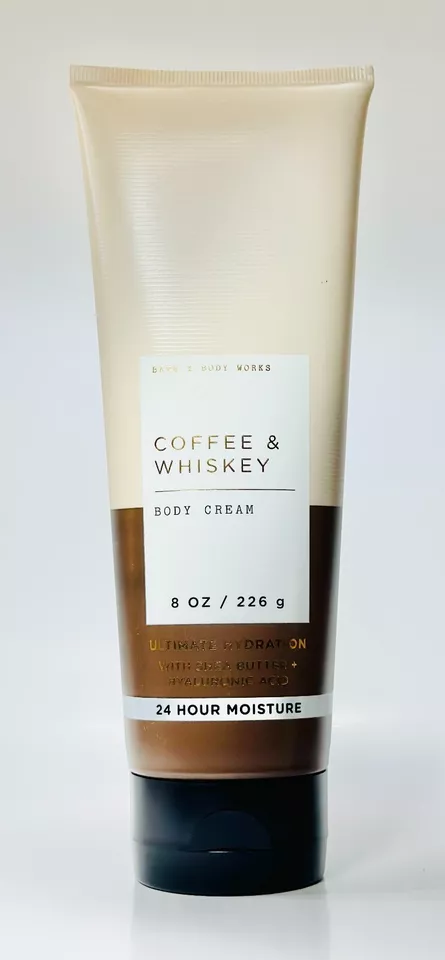 BATH & BODY WORKS
COFFEE &
WHISKEY
BODY CREAM
8 OZ / 226 g
ULTIMATE HYDRATION
WITH SHEA BUTTER +
HYALURONIC ACID
24 HOUR MOISTURE